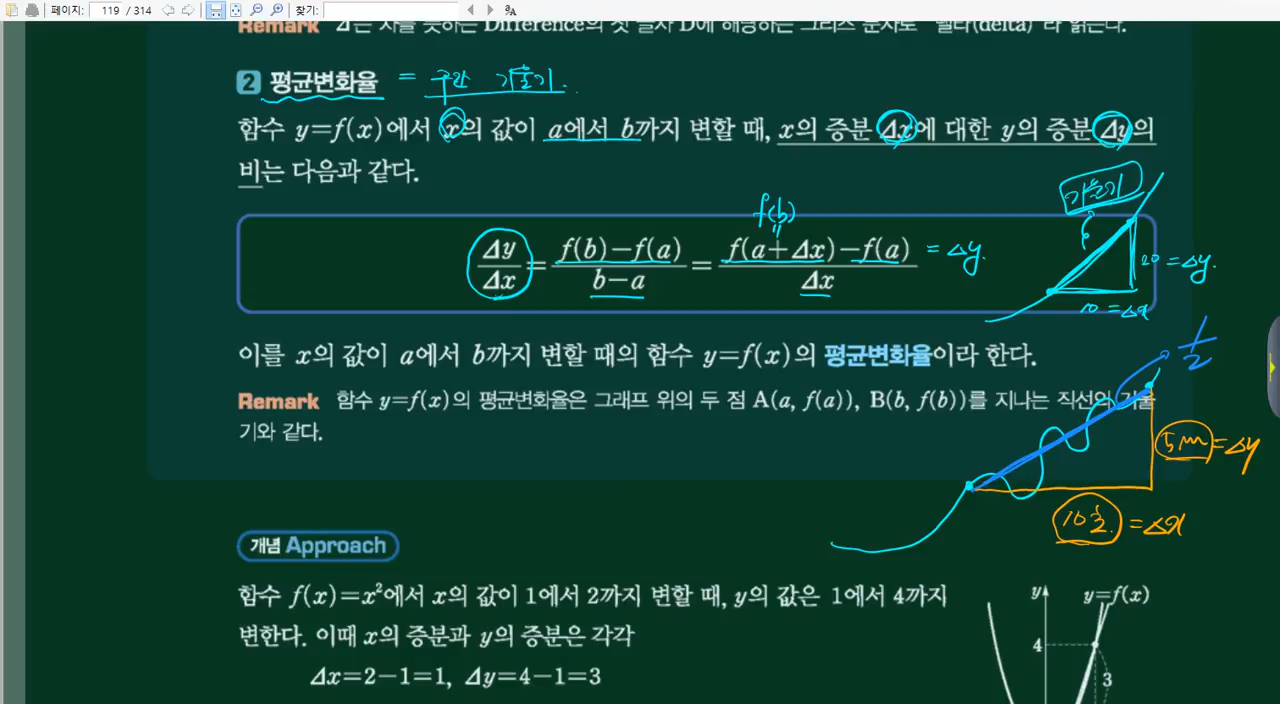 페이지: 119 / 314 찾기:
Remark Δ는 차를 뜻하는 Difference의 첫 글자 D에 해당하는 그리스 문자로 '델타(delta)'라 읽는다.
2 평균변화율 = 구간 기울기.
함수 y=f(x)에서 x의 값이 a에서 b까지 변할 때, x의 증분 Δx에 대한 y의 증분 Δy의
비는 다음과 같다.
기울기
f(b)
Δy/Δx = f(b)-f(a)/b-a = f(a+Δx)-f(a)/Δx = Δy.
20 = Δy.
10 = Δx
이를 x의 값이 a에서 b까지 변할 때의 함수 y=f(x)의 평균변화율이라 한다.
1/2
Remark 함수 y=f(x)의 평균변화율은 그래프 위의 두 점 A(a, f(a)), B(b, f(b))를 지나는 직선의 기울
기와 같다.
5m = Δy
10초 = Δx
개념 Approach
함수 f(x)=x²에서 x의 값이 1에서 2까지 변할 때, y의 값은 1에서 4까지
변한다. 이때 x의 증분과 y의 증분은 각각
Δx=2-1=1, Δy=4-1=3
y y=f(x)
4
3